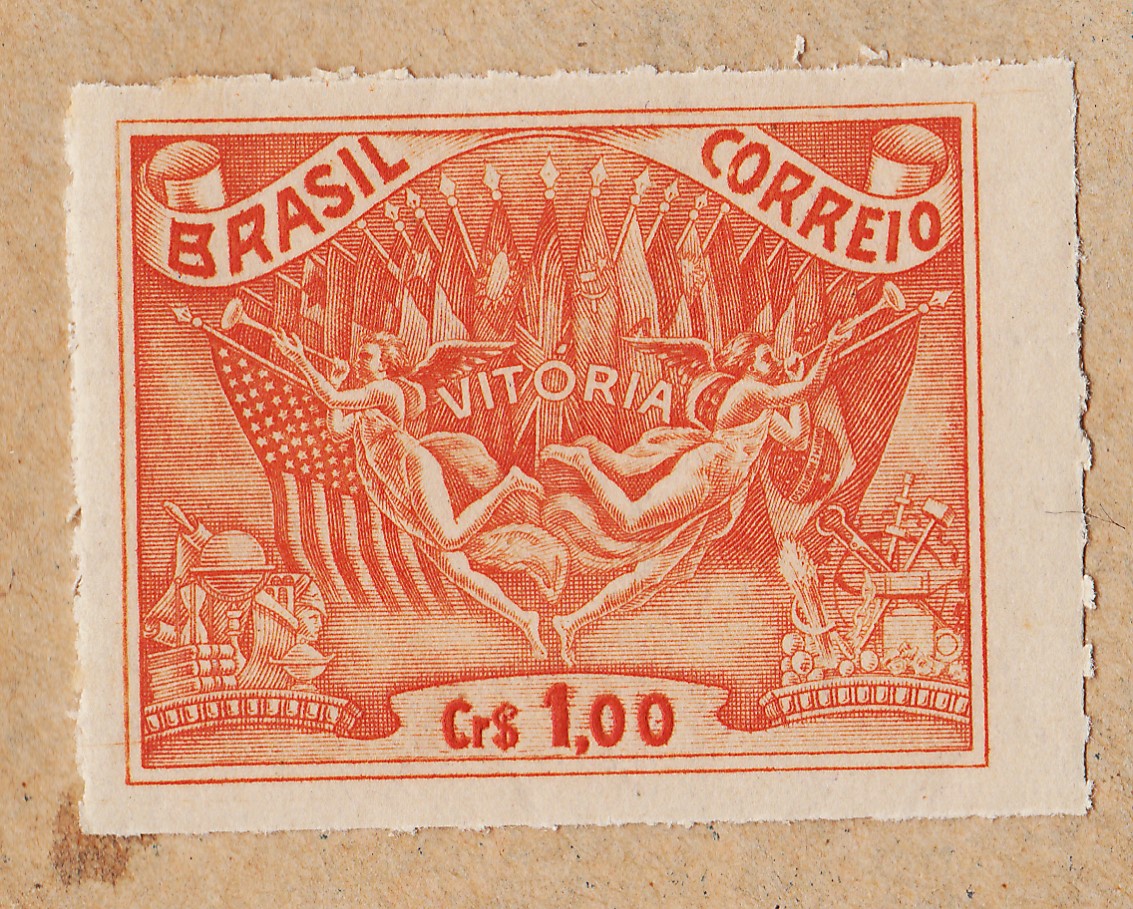 BRASIL CORREIO
VITÓRIA
Cr$ 1,00